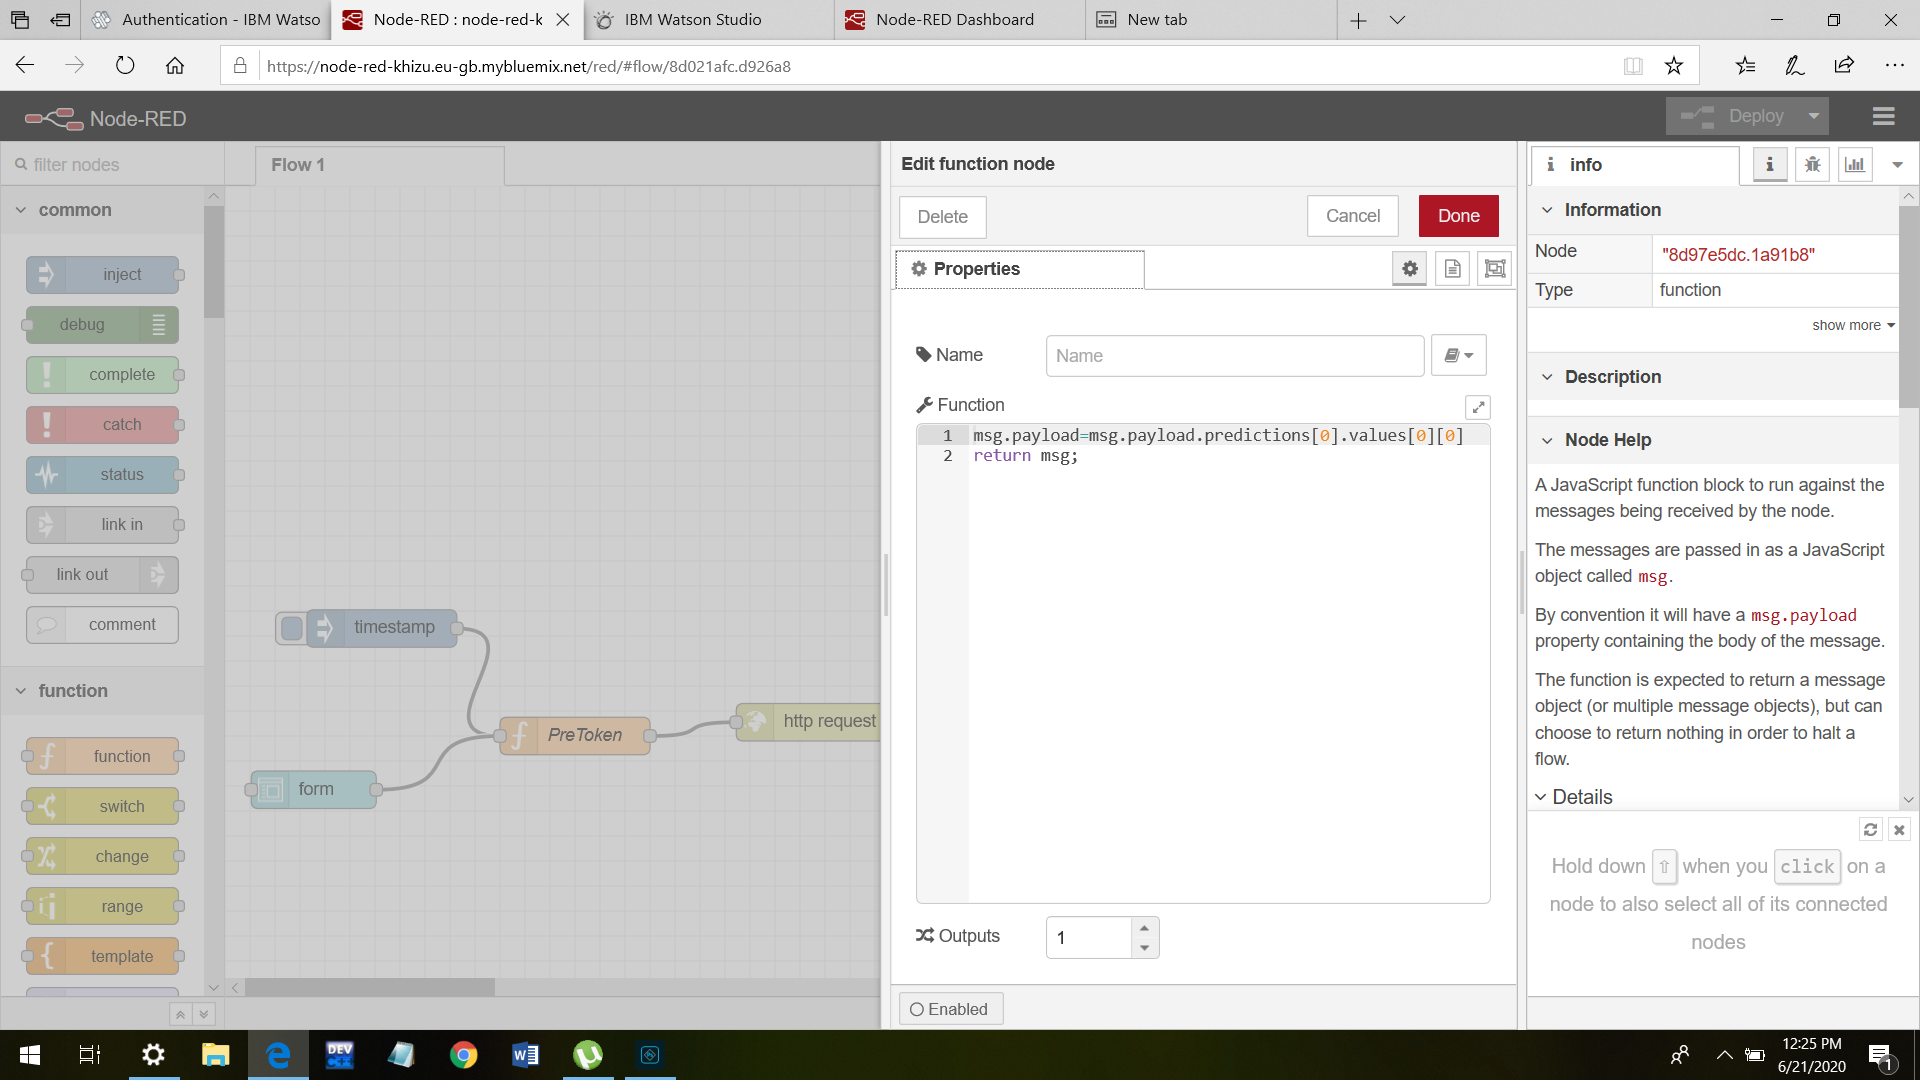 Authentication - IBM Watso
Node-RED : node-red-k
IBM Watson Studio
Node-RED Dashboard
New tab
https://node-red-khizu.eu-gb.mybluemix.net/red/#flow/8d021afc.d926a8
Node-RED
Deploy
filter nodes
common
inject
debug
complete
catch
status
link in
link out
comment
function
function
switch
change
range
template
Flow 1
timestamp
PreToken
http request
form
Edit function node
Delete
Cancel
Done
Properties
Name
Name
Function
1 msg.payload=msg.payload.predictions[0].values[0][0]
2 return msg;
Outputs
1
Enabled
info
Information
Node "8d97e5dc.1a91b8"
Type function
show more
Description
Node Help
A JavaScript function block to run against the
messages being received by the node.
The messages are passed in as a JavaScript
object called msg.
By convention it will have a msg.payload
property containing the body of the message.
The function is expected to return a message
object (or multiple message objects), but can
choose to return nothing in order to halt a
flow.
Details
Hold down ⇧ when you click on a
node to also select all of its connected
nodes
DEV
C++
12:25 PM
6/21/2020
1